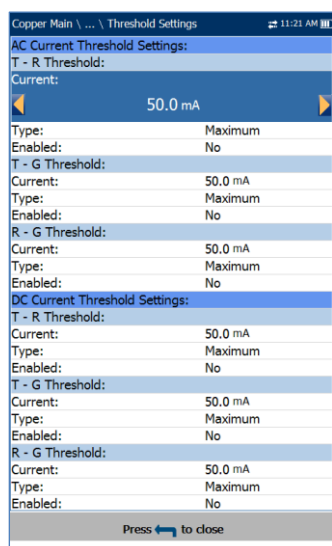 Copper Main \ ... \ Threshold Settings 11:21 AM
AC Current Threshold Settings:
T - R Threshold:
Current:
50.0 mA
Type: Maximum
Enabled: No
T - G Threshold:
Current: 50.0 mA
Type: Maximum
Enabled: No
R - G Threshold:
Current: 50.0 mA
Type: Maximum
Enabled: No
DC Current Threshold Settings:
T - R Threshold:
Current: 50.0 mA
Type: Maximum
Enabled: No
T - G Threshold:
Current: 50.0 mA
Type: Maximum
Enabled: No
R - G Threshold:
Current: 50.0 mA
Type: Maximum
Enabled: No
Press to close